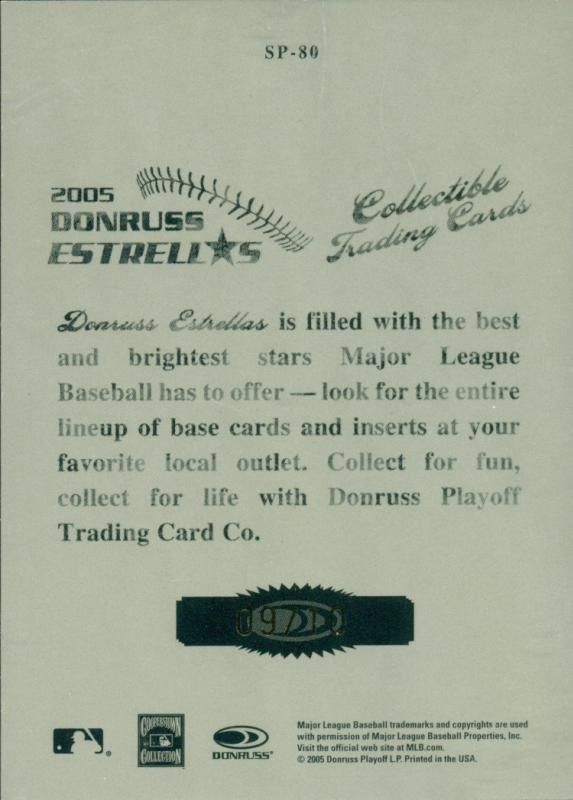 SP-80
2005
DONRUSS
ESTRELL★S
Collectible
Trading Cards
Donruss Estrellas is filled with the best
and brightest stars Major League
Baseball has to offer — look for the entire
lineup of base cards and inserts at your
favorite local outlet. Collect for fun,
collect for life with Donruss Playoff
Trading Card Co.
09/10
COOPERSTOWN
COLLECTION
DONRUSS®
Major League Baseball trademarks and copyrights are used
with permission of Major League Baseball Properties, Inc.
Visit the official web site at MLB.com.
© 2005 Donruss Playoff L.P. Printed in the USA.